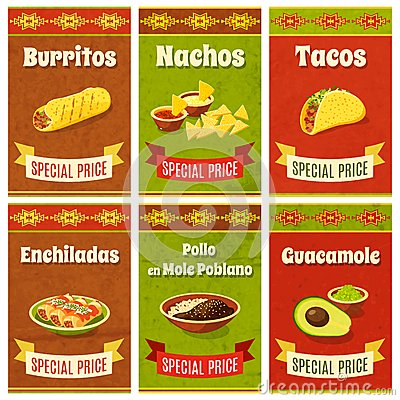 Burritos
SPECIAL PRICE
Nachos
SPECIAL PRICE
Tacos
SPECIAL PRICE
Enchiladas
SPECIAL PRICE
Pollo
en Mole Poblano
SPECIAL PRICE
Guacamole
SPECIAL PRICE
dreamstime.com